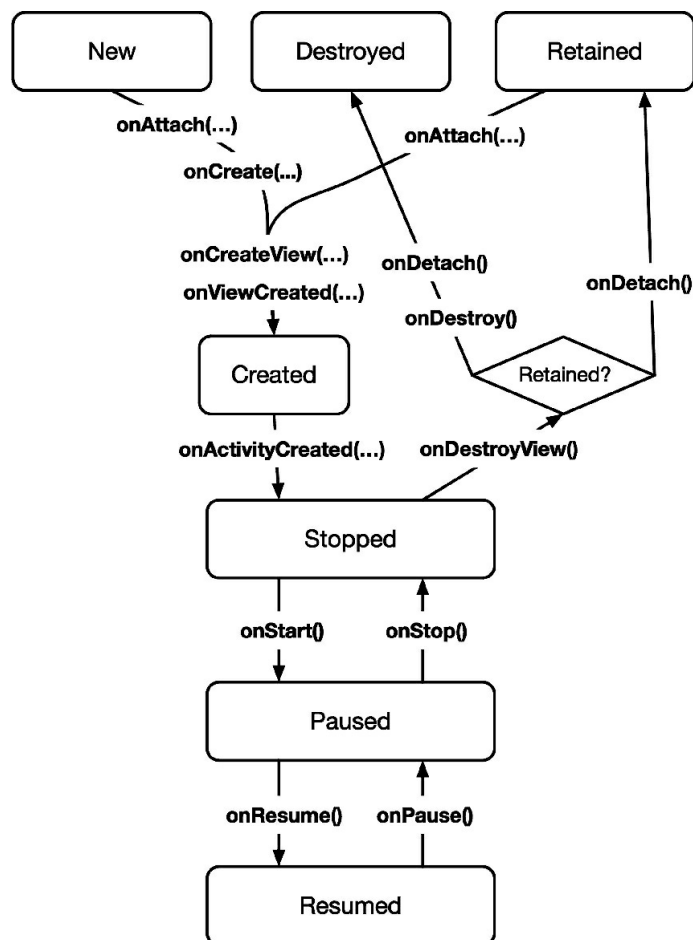 New
Destroyed
Retained
onAttach(…)
onAttach(…)
onCreate(...)
onCreateView(…)
onDetach()
onDetach()
onViewCreated(…)
onDestroy()
Created
Retained?
onActivityCreated(…)
onDestroyView()
Stopped
onStart()
onStop()
Paused
onResume()
onPause()
Resumed